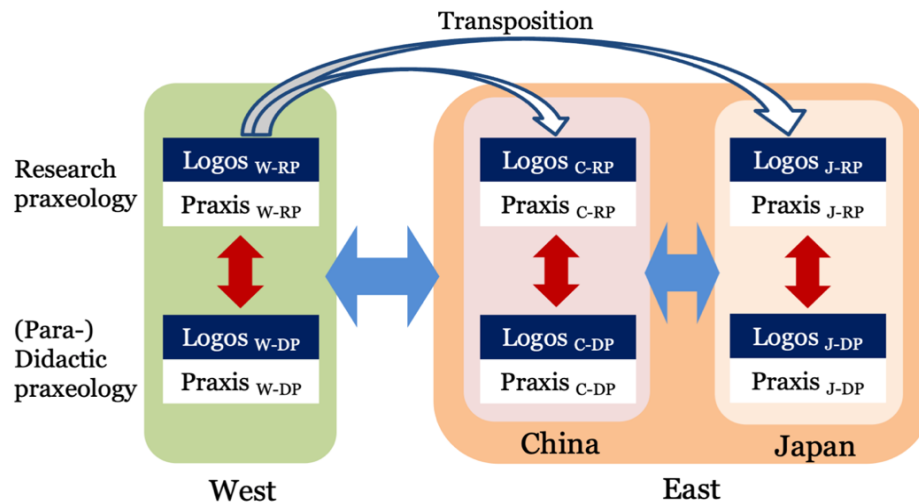 Transposition
Research
praxeology
Logos W-RP
Praxis W-RP
Logos C-RP
Praxis C-RP
Logos J-RP
Praxis J-RP
(Para-)
Didactic
praxeology
Logos W-DP
Praxis W-DP
Logos C-DP
Praxis C-DP
Logos J-DP
Praxis J-DP
China
Japan
West
East